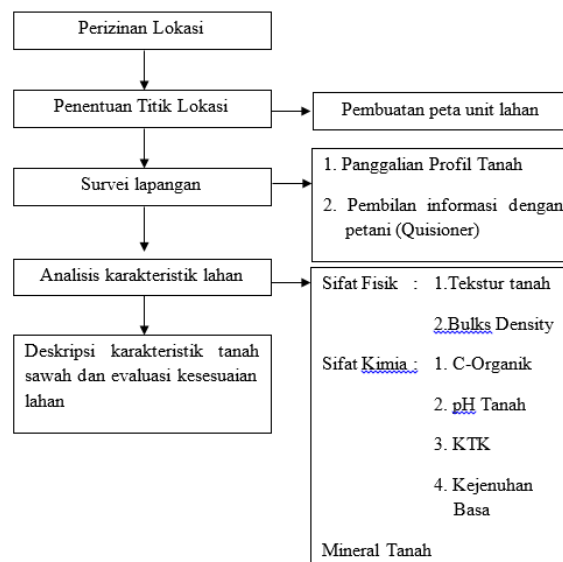 Perizinan Lokasi
Penentuan Titik Lokasi
Pembuatan peta unit lahan
Survei lapangan
1. Panggalian Profil Tanah
2. Pembilan informasi dengan
petani (Quisioner)
Analisis karakteristik lahan
Sifat Fisik : 1.Tekstur tanah
2.Bulks Density
Sifat Kimia : 1. C-Organik
2. pH Tanah
3. KTK
4. Kejenuhan
Basa
Mineral Tanah
Deskripsi karakteristik tanah
sawah dan evaluasi kesesuaian
lahan